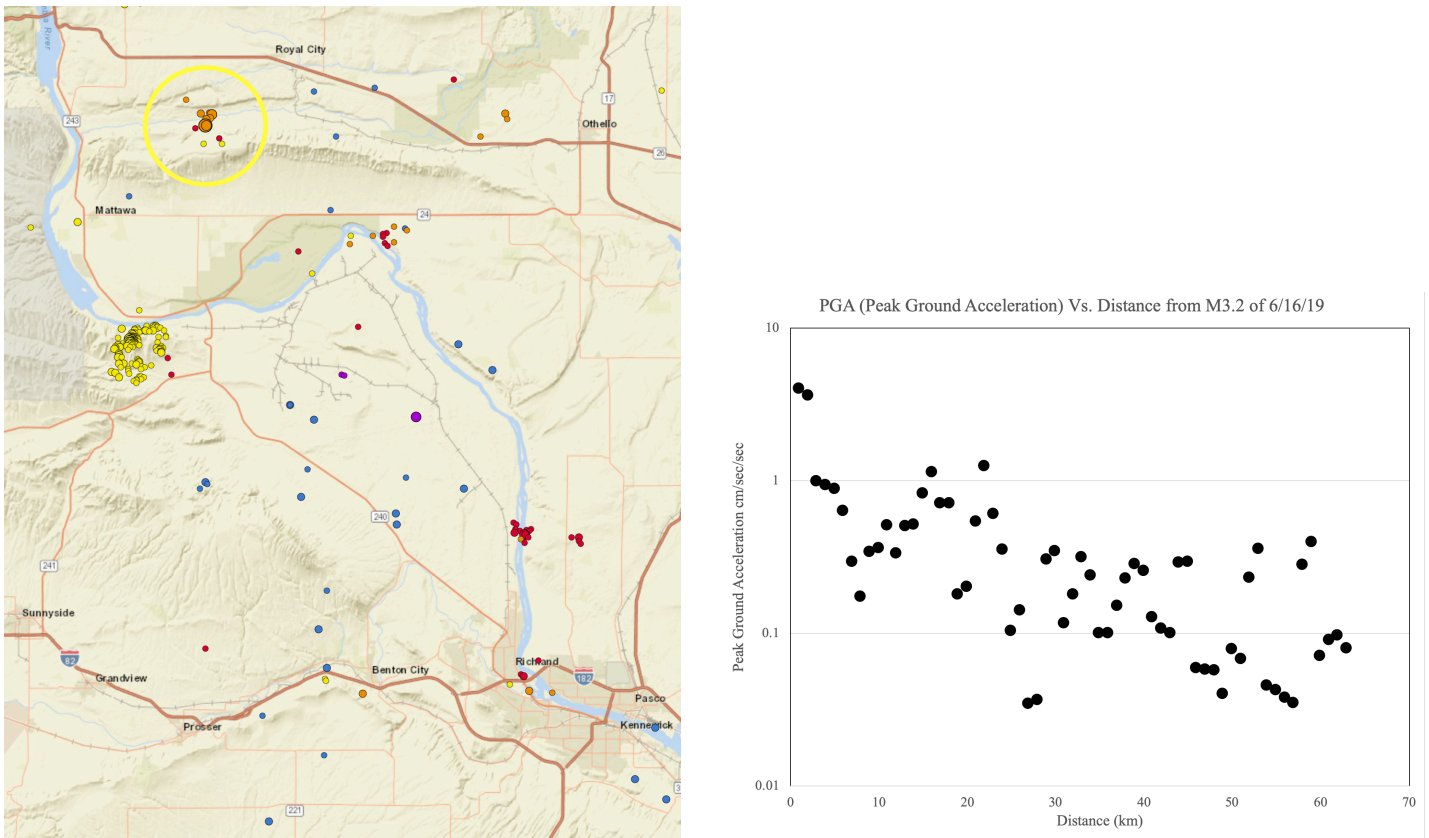 Royal City
243
17
Othello
26
Mattawa
24
240
241
Sunnyside
82
Grandview
Benton City
Richland
182
Pasco
Prosser
Kennewick
221
PGA (Peak Ground Acceleration) Vs. Distance from M3.2 of 6/16/19
10
1
0.1
0.01
Peak Ground Acceleration cm/sec/sec
0 10 20 30 40 50 60 70
Distance (km)